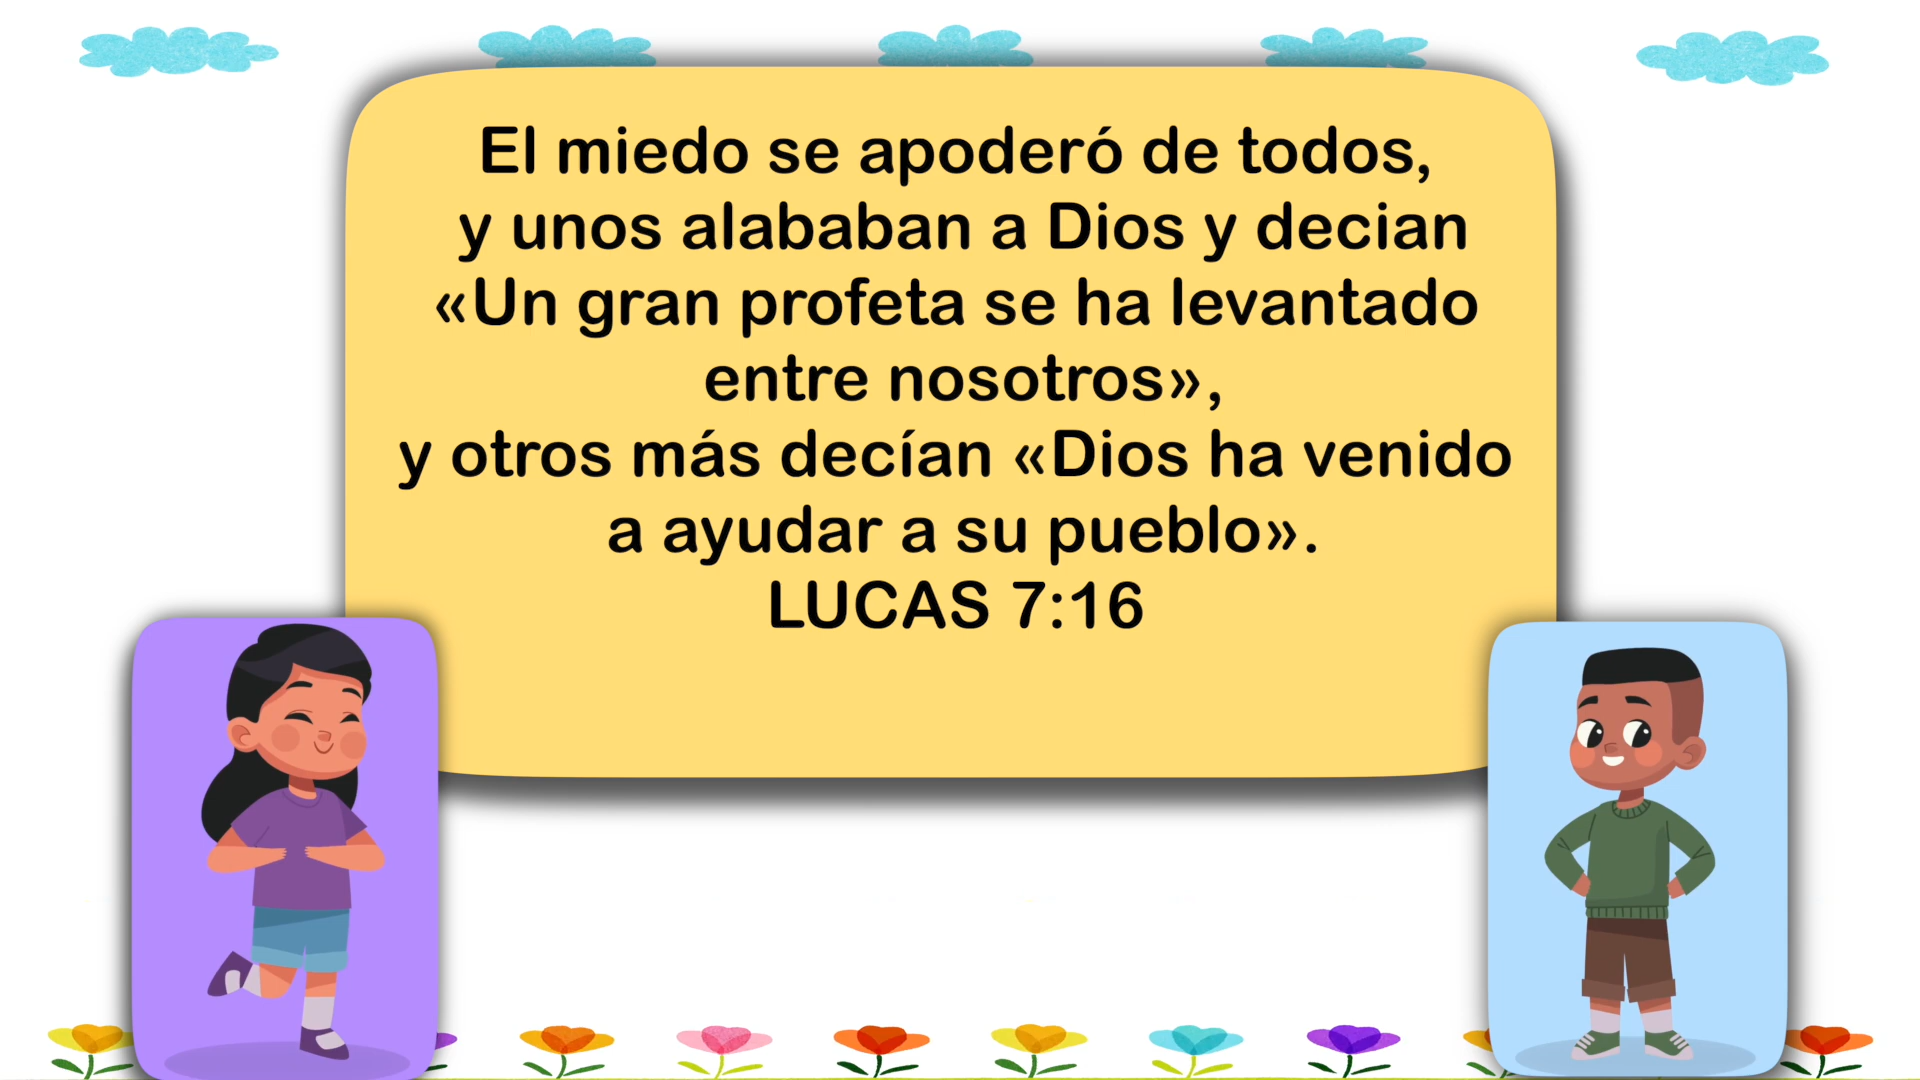 El miedo se apoderó de todos,
y unos alababan a Dios y decian
«Un gran profeta se ha levantado
entre nosotros»,
y otros más decían «Dios ha venido
a ayudar a su pueblo».
LUCAS 7:16